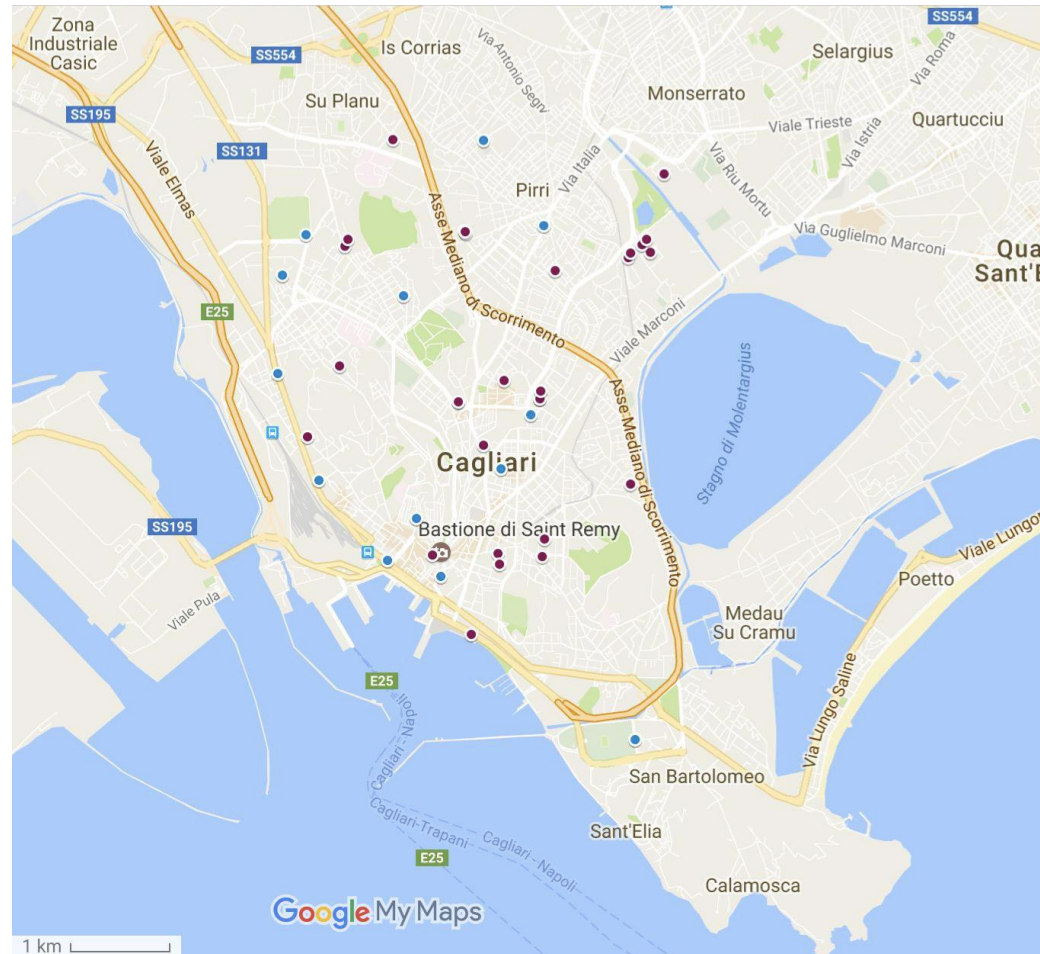 Zona
Industriale
Casic
SS554
Is Corrias
Via Antonio Segni
Selargius
Via Roma
SS554
Su Planu
Monserrato
SS195
Viale Trieste
Via Istria
Quartucciu
SS131
Viale Elmas
Via Italia
Via Riu Mortu
Pirri
Asse Mediano di Scorrimento
Via Guglielmo Marconi
Qua
Sant'E
E25
Viale Marconi
Asse Mediano di Scorrimento
Stagno di Molentargius
Cagliari
SS195
Bastione di Saint Remy
Viale Lungo
Poetto
Viale Pula
Medau
Su Cramu
E25
Via Lungo Saline
Cagliari - Napoli
San Bartolomeo
Cagliari-Trapani
Cagliari - Napoli
Sant'Elia
E25
Calamosca
Google My Maps
1 km